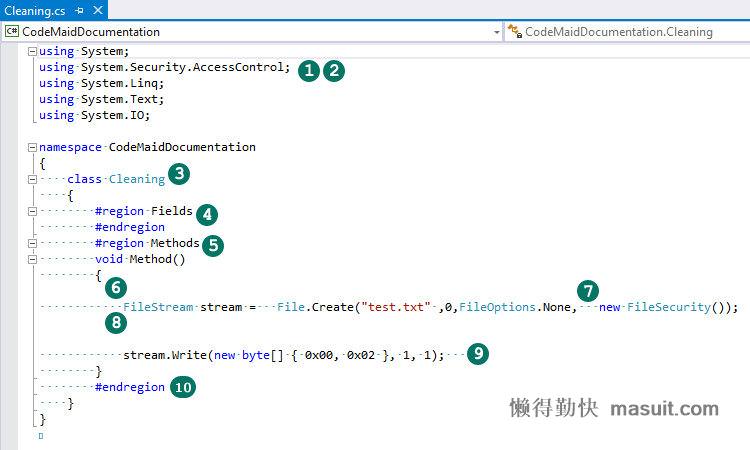 Cleaning.cs
C# CodeMaidDocumentation CodeMaidDocumentation.Cleaning
using System;
using System.Security.AccessControl; 1 2
using System.Linq;
using System.Text;
using System.IO;
namespace CodeMaidDocumentation
{
class Cleaning 3
{
#region Fields 4
#endregion
#region Methods 5
void Method()
{
6 7
FileStream stream =   File.Create("test.txt" ,0,FileOptions.None,   new FileSecurity());
8
stream.Write(new byte[] { 0x00, 0x02 }, 1, 1); 9
}
#endregion 10
}
}
懒得勤快 masuit.com